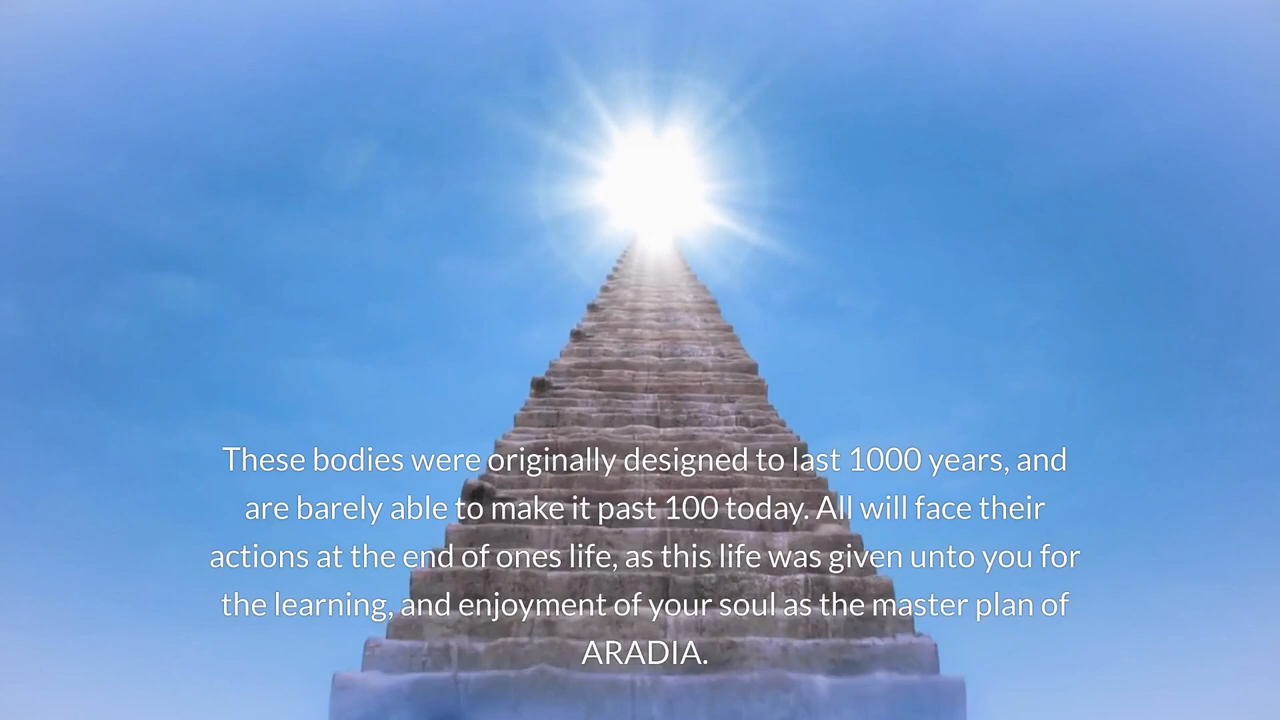 These bodies were originally designed to last 1000 years, and
are barely able to make it past 100 today. All will face their
actions at the end of ones life, as this life was given unto you for
the learning, and enjoyment of your soul as the master plan of
ARADIA.